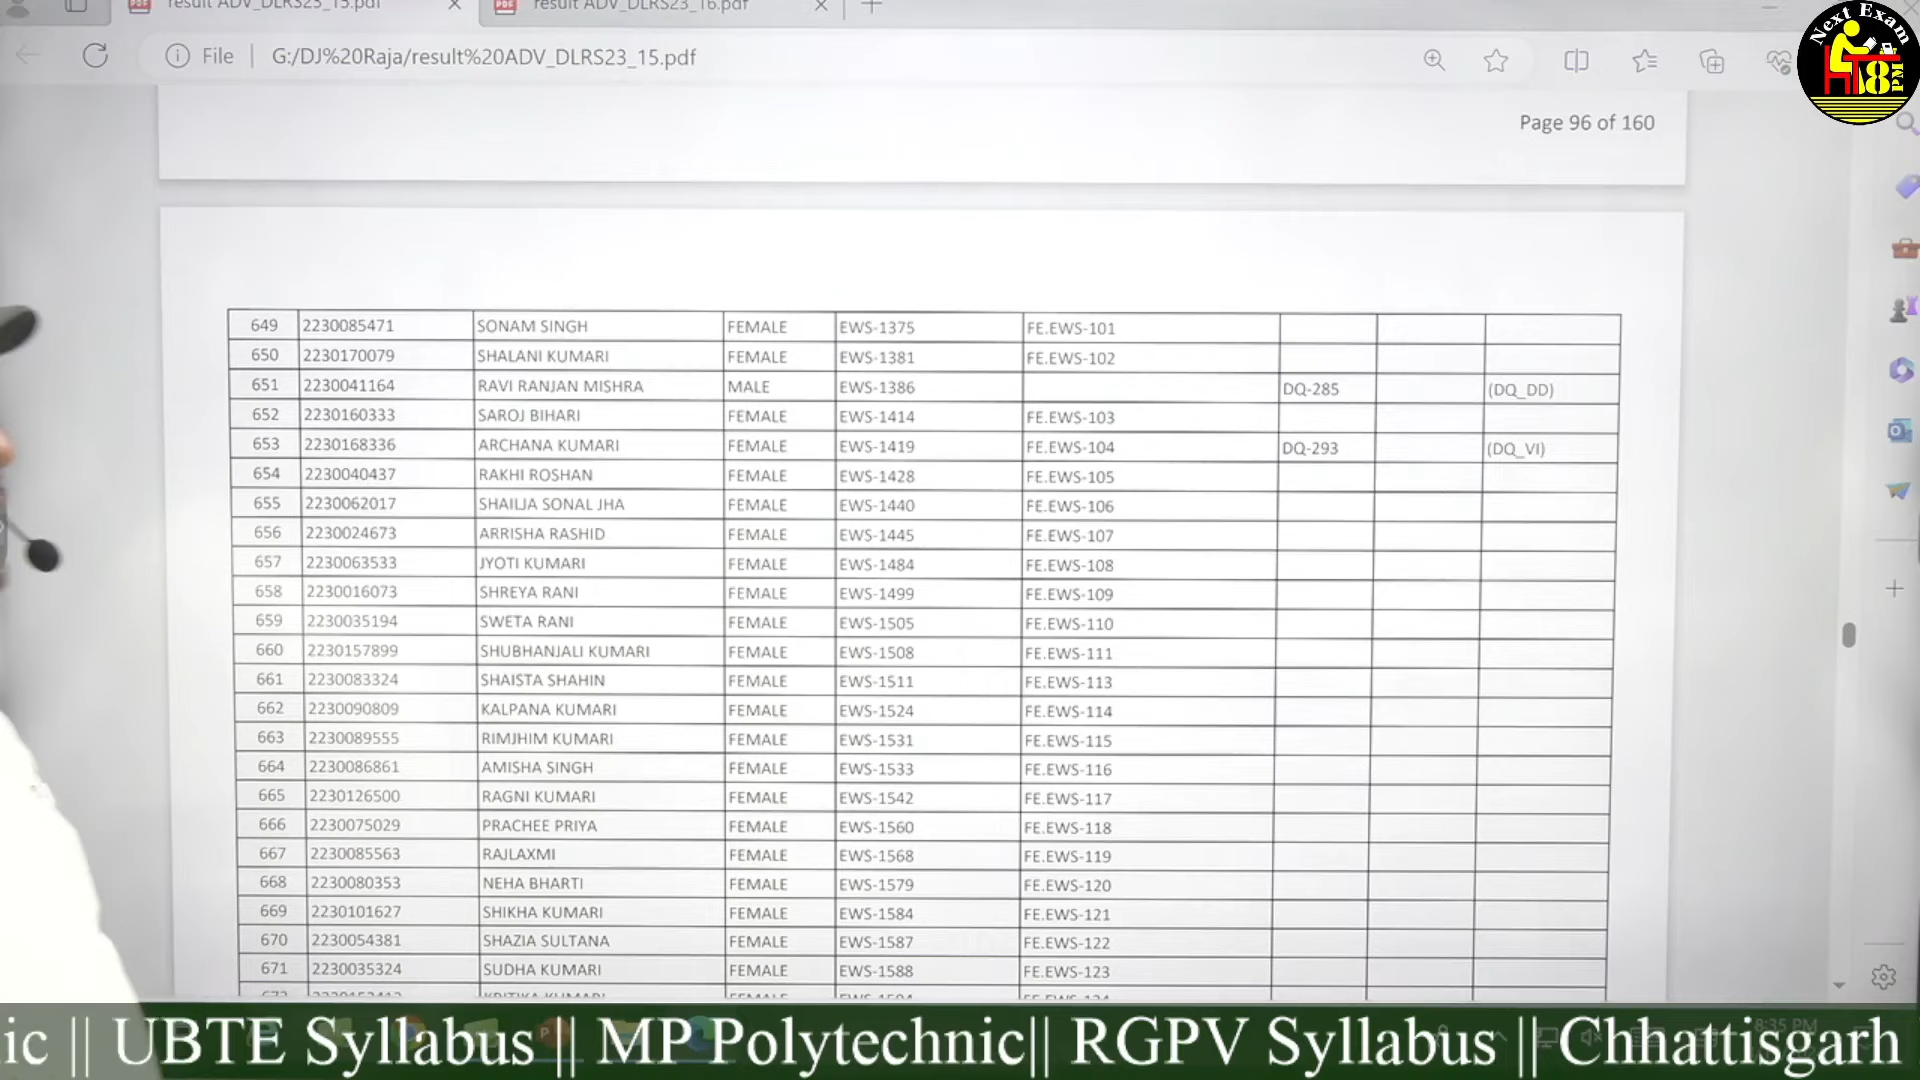 result ADV_DLRS23_15.pdf
result ADV_DLRS23_16.pdf
File
G:/DJ%20Raja/result%20ADV_DLRS23_15.pdf
Next Exam
8 PM
Page 96 of 160
649 2230085471 SONAM SINGH FEMALE EWS-1375 FE.EWS-101
650 2230170079 SHALANI KUMARI FEMALE EWS-1381 FE.EWS-102
651 2230041164 RAVI RANJAN MISHRA MALE EWS-1386 DQ-285 (DQ_DD)
652 2230160333 SAROJ BIHARI FEMALE EWS-1414 FE.EWS-103
653 2230168336 ARCHANA KUMARI FEMALE EWS-1419 FE.EWS-104 DQ-293 (DQ_VI)
654 2230040437 RAKHI ROSHAN FEMALE EWS-1428 FE.EWS-105
655 2230062017 SHAILJA SONAL JHA FEMALE EWS-1440 FE.EWS-106
656 2230024673 ARRISHA RASHID FEMALE EWS-1445 FE.EWS-107
657 2230063533 JYOTI KUMARI FEMALE EWS-1484 FE.EWS-108
658 2230016073 SHREYA RANI FEMALE EWS-1499 FE.EWS-109
659 2230035194 SWETA RANI FEMALE EWS-1505 FE.EWS-110
660 2230157899 SHUBHANJALI KUMARI FEMALE EWS-1508 FE.EWS-111
661 2230083324 SHAISTA SHAHIN FEMALE EWS-1511 FE.EWS-113
662 2230090809 KALPANA KUMARI FEMALE EWS-1524 FE.EWS-114
663 2230089555 RIMJHIM KUMARI FEMALE EWS-1531 FE.EWS-115
664 2230086861 AMISHA SINGH FEMALE EWS-1533 FE.EWS-116
665 2230126500 RAGNI KUMARI FEMALE EWS-1542 FE.EWS-117
666 2230075029 PRACHEE PRIYA FEMALE EWS-1560 FE.EWS-118
667 2230085563 RAJLAXMI FEMALE EWS-1568 FE.EWS-119
668 2230080353 NEHA BHARTI FEMALE EWS-1579 FE.EWS-120
669 2230101627 SHIKHA KUMARI FEMALE EWS-1584 FE.EWS-121
670 2230054381 SHAZIA SULTANA FEMALE EWS-1587 FE.EWS-122
671 2230035324 SUDHA KUMARI FEMALE EWS-1588 FE.EWS-123
ic || UBTE Syllabus || MP Polytechnic|| RGPV Syllabus || Chhattisgarh
8:35 PM